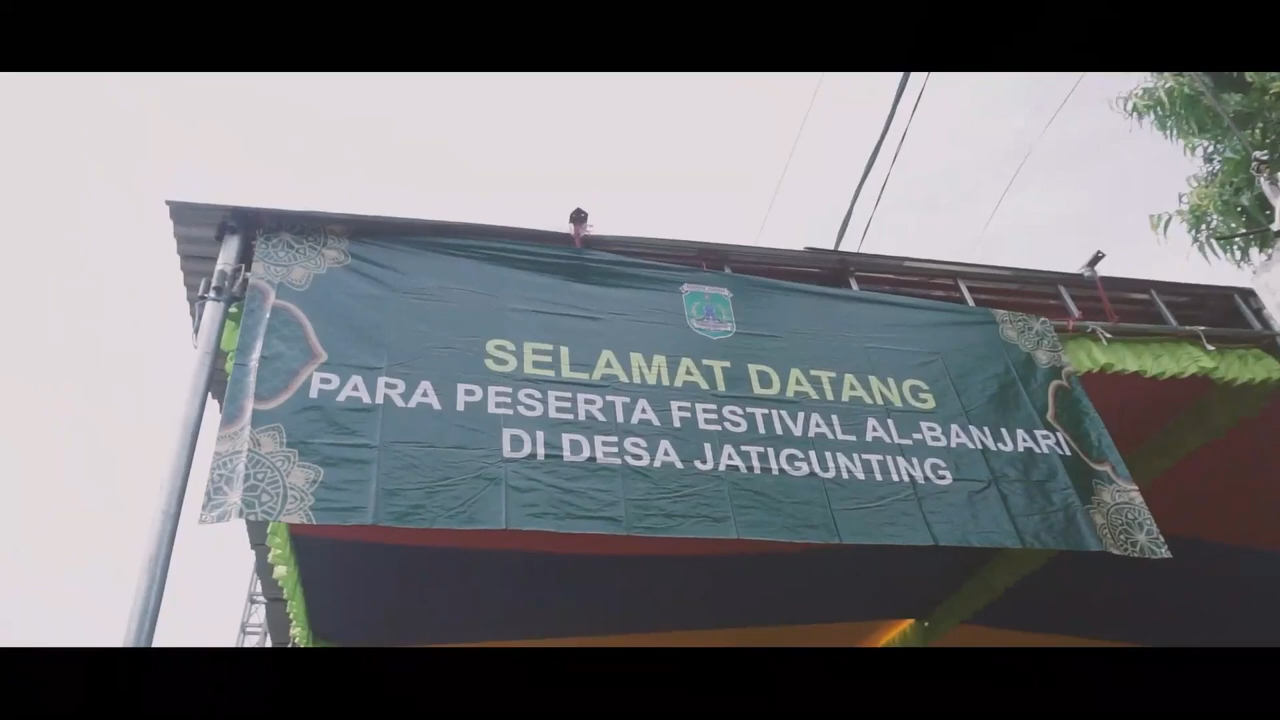 SELAMAT DATANG
PARA PESERTA FESTIVAL AL-BANJARI
DI DESA JATIGUNTING